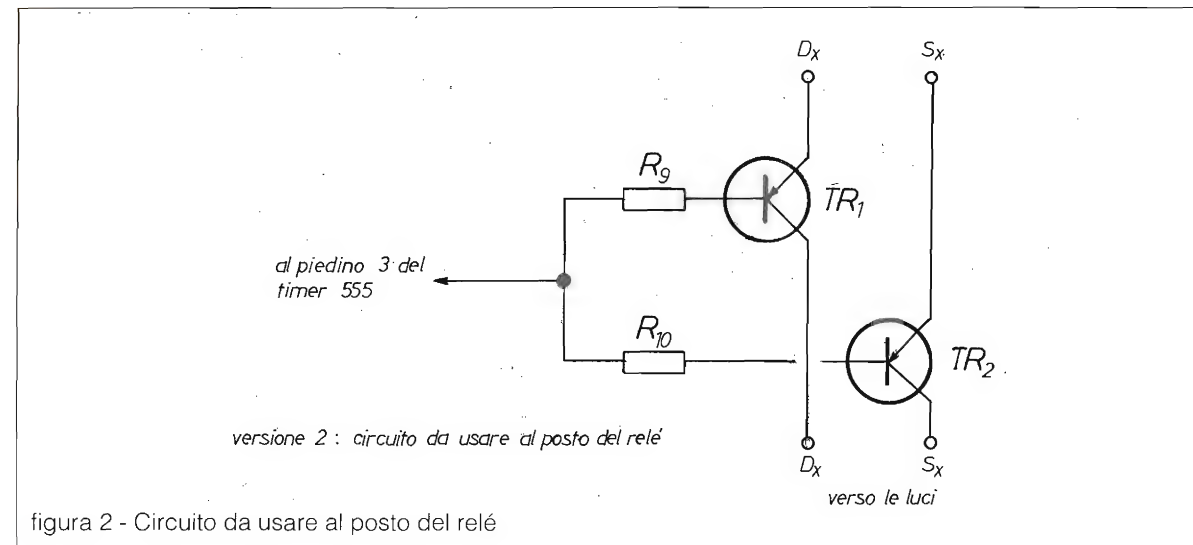 Dx
Sx
R9
TR1
al piedino 3 del
timer 555
R10
TR2
versione 2 : circuito da usare al posto del relé
Dx
Sx
verso le luci
figura 2 - Circuito da usare al posto del relé